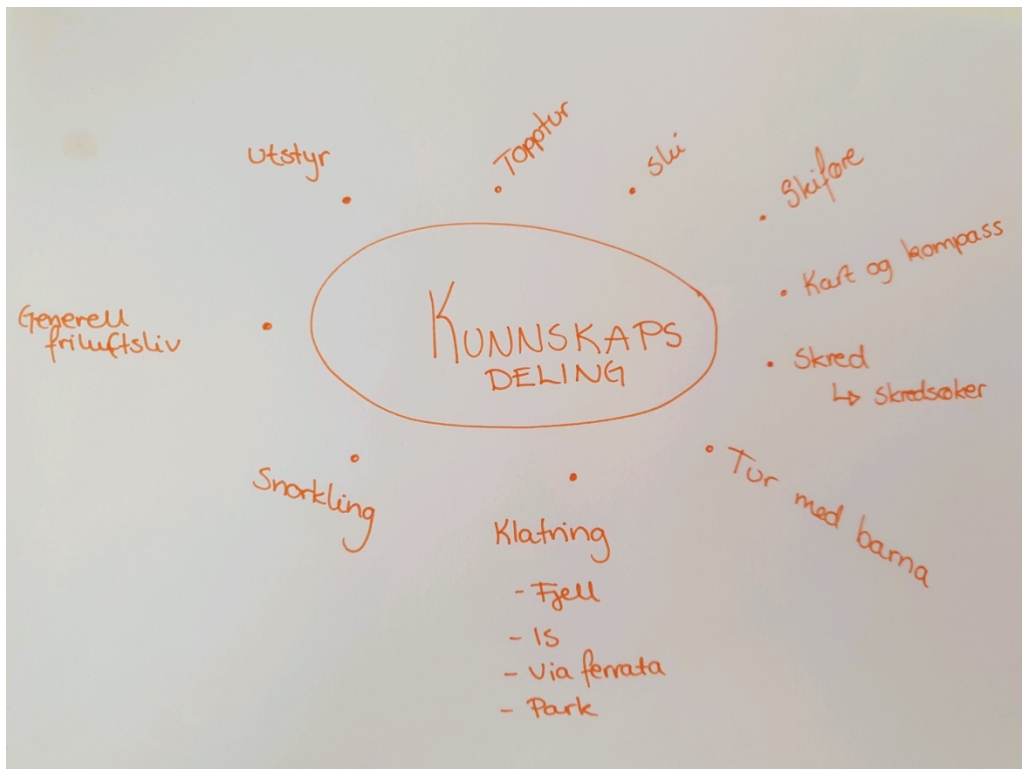 Utstyr
Topptur
Ski
Skiføre
Kart og kompass
Skred
↳ Skredsøker
Tur med barna
Klatring
- Fjell
- Is
- Via ferrata
- Park
Snorkling
Generell
friluftsliv
KUNNSKAPS
DELING